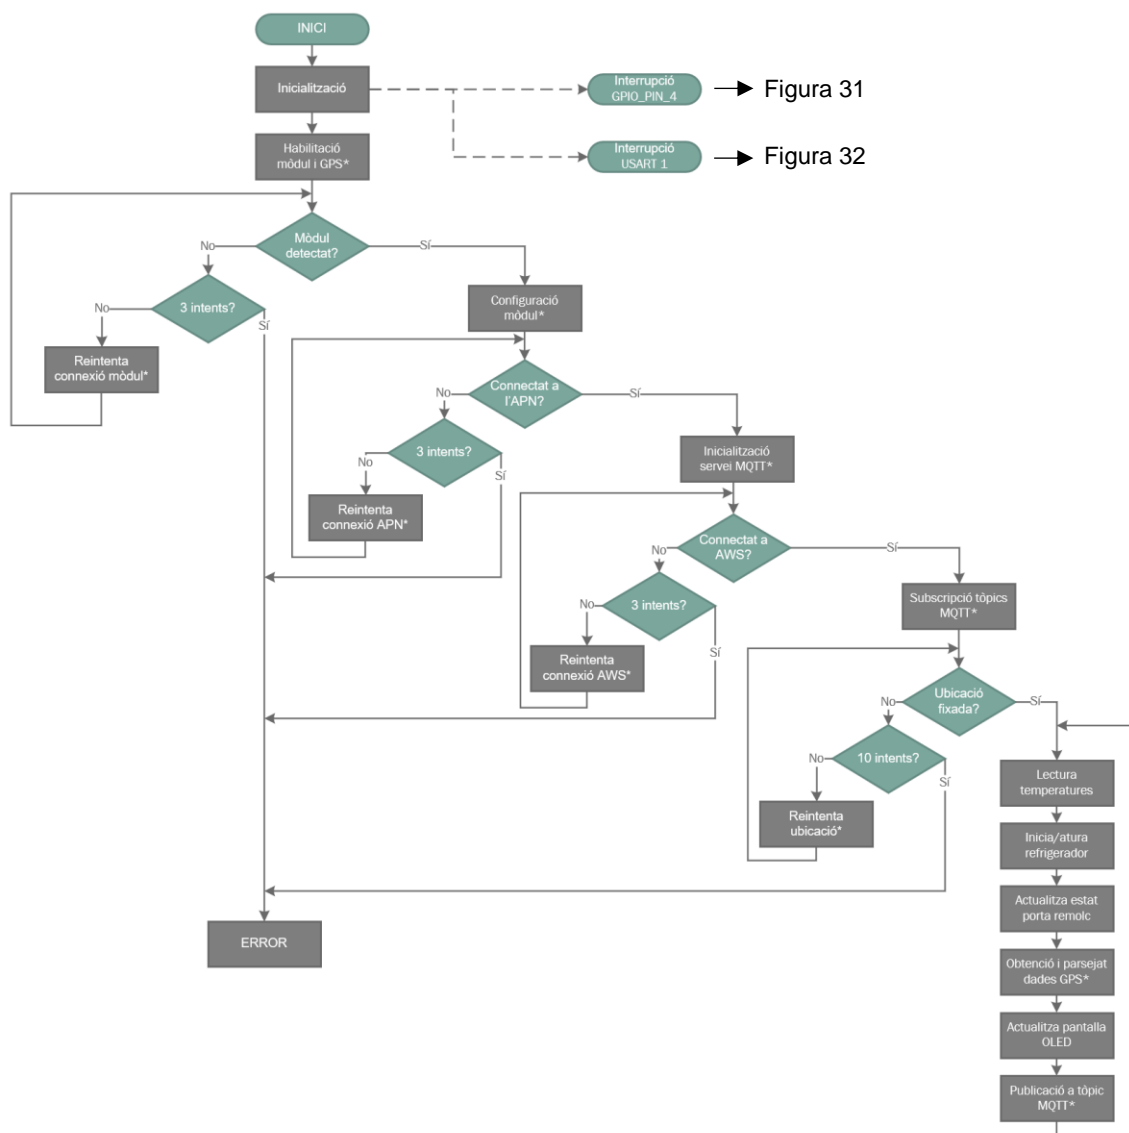 INICI
Inicialització
Interrupció
GPIO_PIN_4
Figura 31
Habilitació
mòdul i GPS*
Interrupció
USART 1
Figura 32
Mòdul
detectat?
No
Sí
3 intents?
No
Sí
Reintenta
connexió mòdul*
Configuració
mòdul*
Connectat a
l'APN?
No
Sí
3 intents?
No
Sí
Reintenta
connexió APN*
Inicialització
servei MQTT*
Connectat a
AWS?
No
Sí
3 intents?
No
Sí
Reintenta
connexió AWS*
Subscripció tòpics
MQTT*
Ubicació
fixada?
No
Sí
10 intents?
No
Sí
Reintenta
ubicació*
Lectura
temperatures
Inicia/atura
refrigerador
Actualitza estat
porta remolc
Obtenció i parsejat
dades GPS*
Actualitza pantalla
OLED
Publicació a tòpic
MQTT*
ERROR